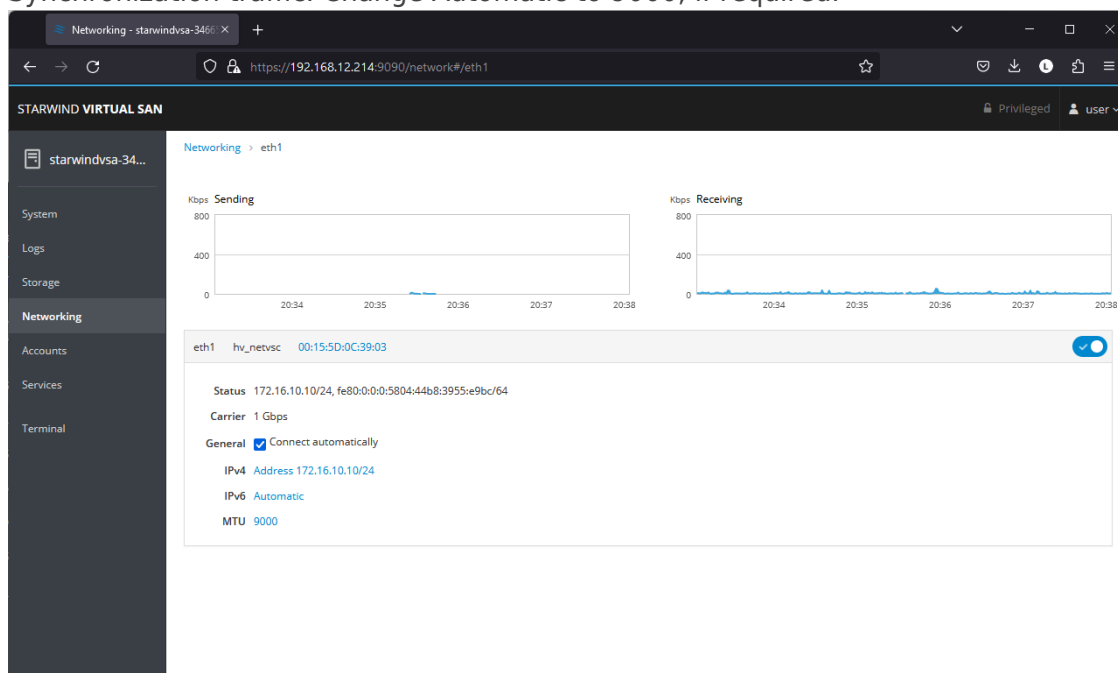 Synchronization traffic. Change Automatic to 9000, if required.
Networking - starwindvsa-3466
https://192.168.12.214:9090/network#/eth1
L
STARWIND VIRTUAL SAN
Privileged
user
starwindvsa-34...
System
Logs
Storage
Networking
Accounts
Services
Terminal
Networking > eth1
Kbps Sending
800
400
0
20:34 20:35 20:36 20:37 20:38
Kbps Receiving
800
400
0
20:34 20:35 20:36 20:37 20:38
eth1 hv_netvsc 00:15:5D:0C:39:03
Status 172.16.10.10/24, fe80:0:0:0:5804:44b8:3955:e9bc/64
Carrier 1 Gbps
General Connect automatically
IPv4 Address 172.16.10.10/24
IPv6 Automatic
MTU 9000